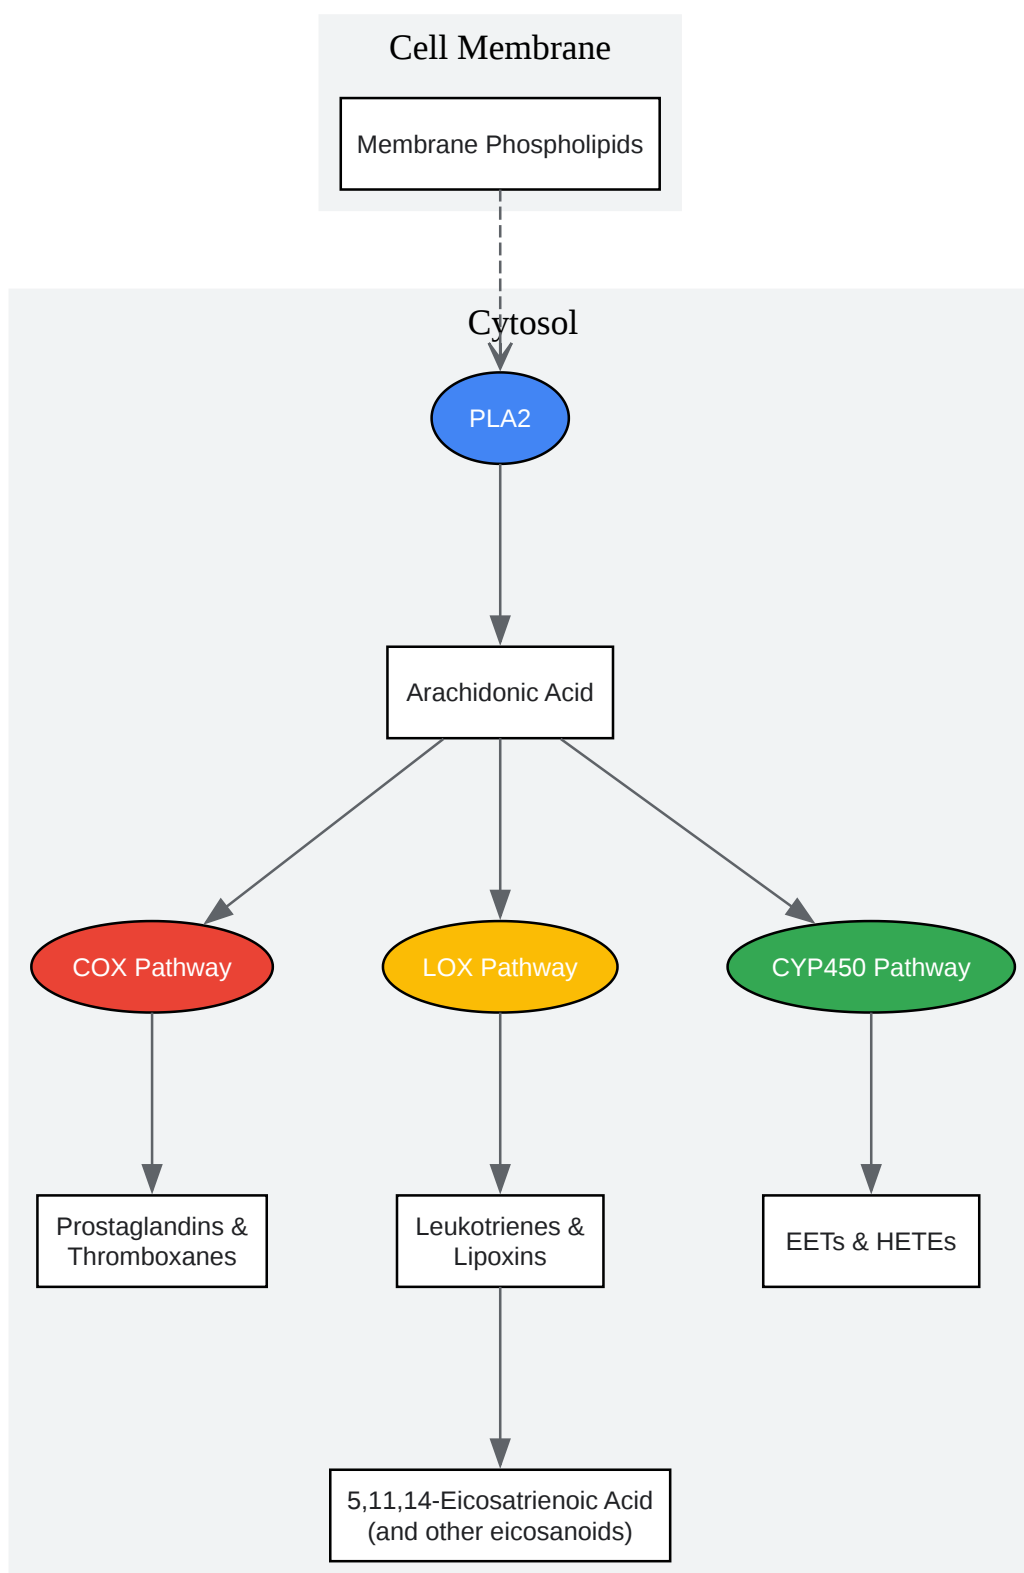 Cell Membrane
Membrane Phospholipids
Cytosol
PLA2
Arachidonic Acid
COX Pathway
LOX Pathway
CYP450 Pathway
Prostaglandins &
Thromboxanes
Leukotrienes &
Lipoxins
EETs & HETEs
5,11,14-Eicosatrienoic Acid
(and other eicosanoids)